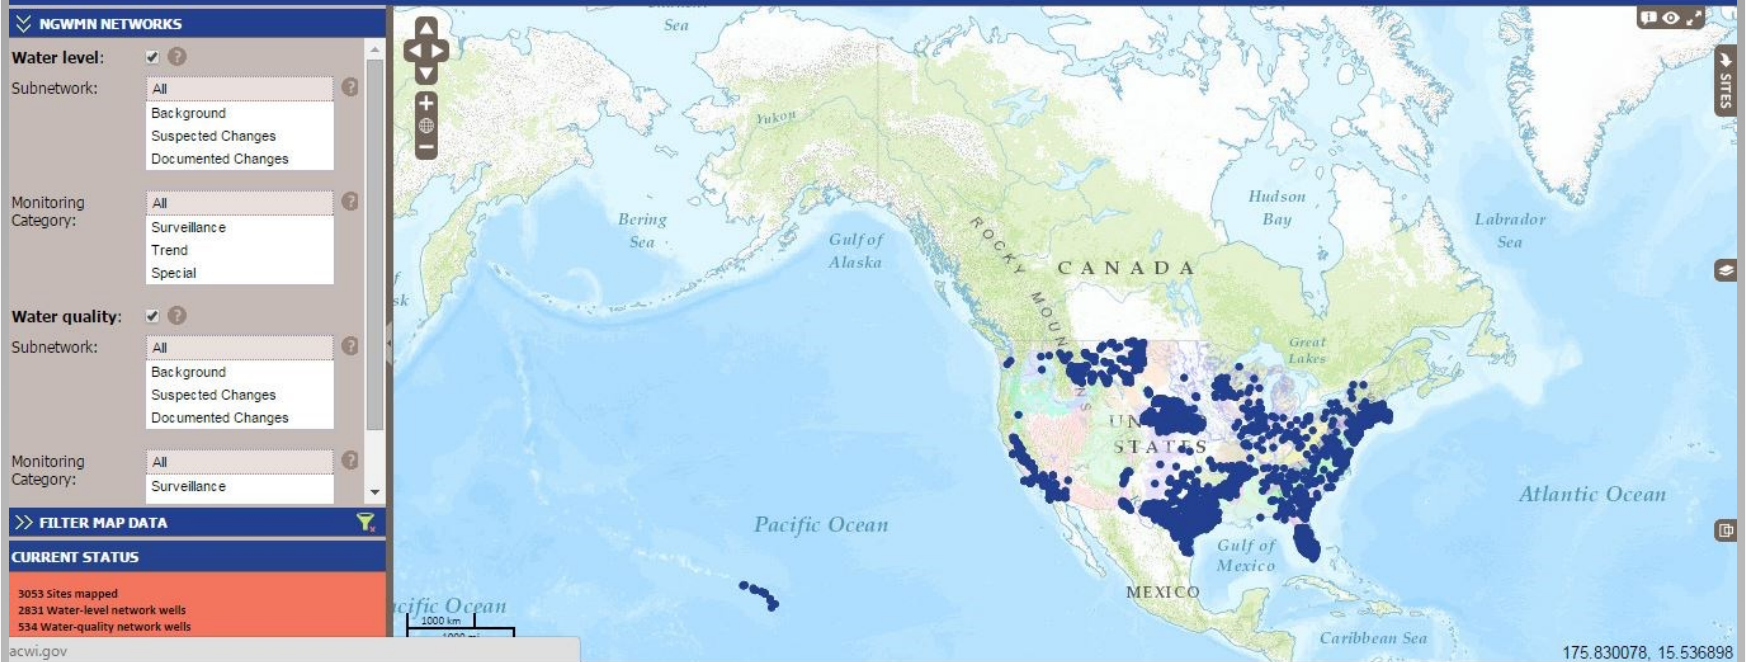 NGWMN NETWORKS
Water level:
Subnetwork:
All
Background
Suspected Changes
Documented Changes
Monitoring
Category:
All
Surveillance
Trend
Special
Water quality:
Subnetwork:
All
Background
Suspected Changes
Documented Changes
Monitoring
Category:
All
Surveillance
FILTER MAP DATA
CURRENT STATUS
3053 Sites mapped
2831 Water-level network wells
534 Water-quality network wells
acwi.gov
Sea
Yukon
Bering
Sea
Gulf of
Alaska
sk
ROCKY MOUN
NS
CANADA
Hudson
Bay
Labrador
Sea
Great
Lakes
UN
STATES
Pacific Ocean
Atlantic Ocean
Gulf of
Mexico
MEXICO
Caribbean Sea
cific Ocean
1000 km
1000 mi
SITES
175.830078, 15.536898